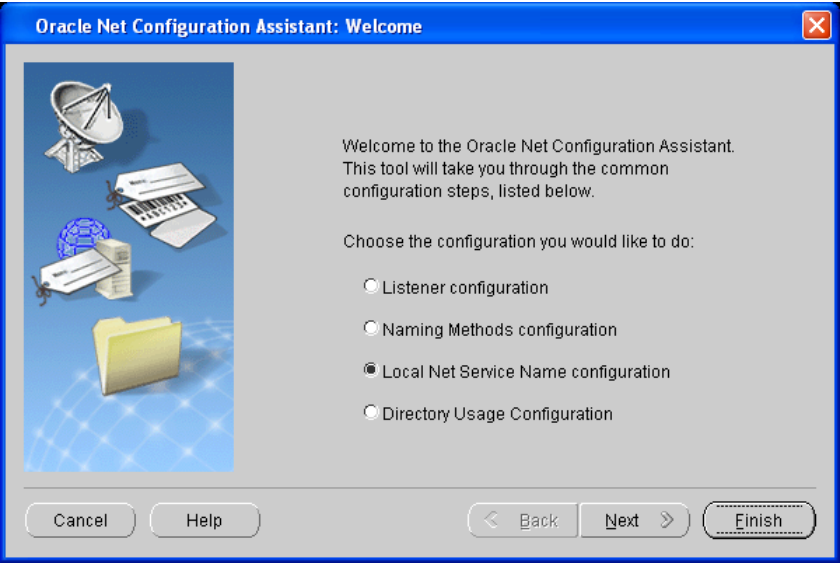 Oracle Net Configuration Assistant: Welcome
Welcome to the Oracle Net Configuration Assistant.
This tool will take you through the common
configuration steps, listed below.
Choose the configuration you would like to do:
Listener configuration
Naming Methods configuration
Local Net Service Name configuration
Directory Usage Configuration
Cancel
Help
Back
Next
Finish